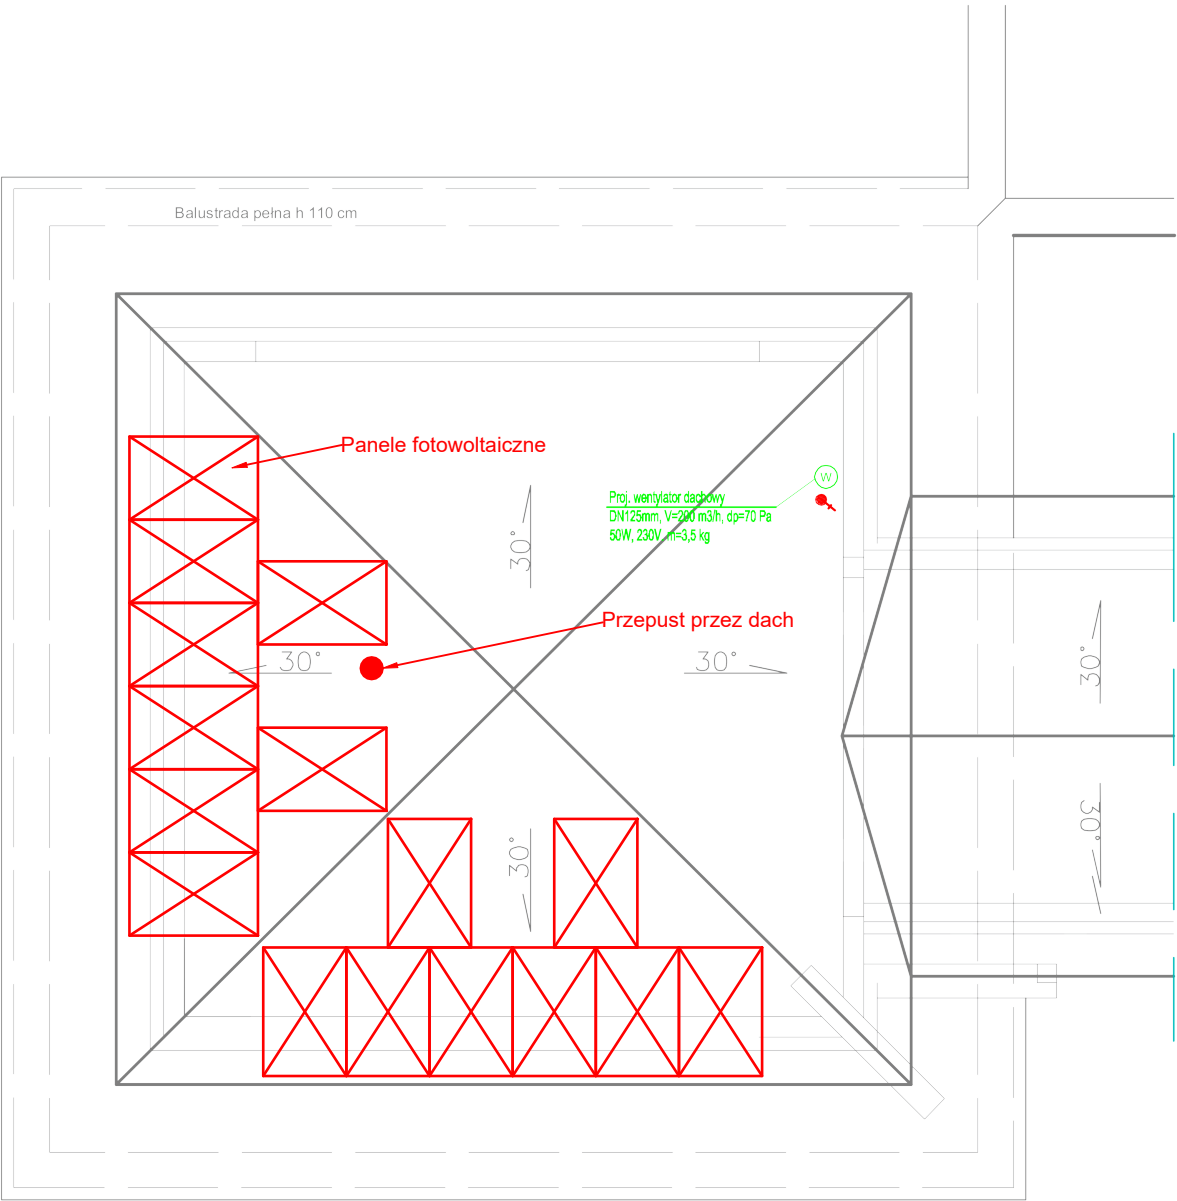 Balustrada pełna h 110 cm
Panele fotowoltaiczne
W
Proj. wentylator dachowy
DN125mm, V=290 m3/h, dp=70 Pa
50W, 230V, m=3,5 kg
30°
Przepust przez dach
30°
30°
30°
30°
30°